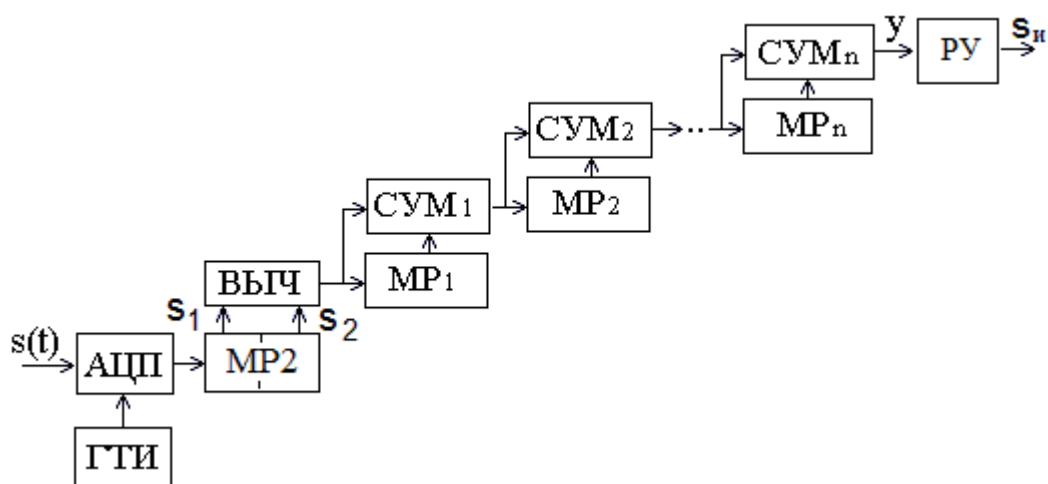 СУМn
y
РУ
sи
СУМ2
..
МРn
СУМ1
МР2
ВЫЧ
МР1
s1
s2
s(t)
АЦП
МР2
ГТИ